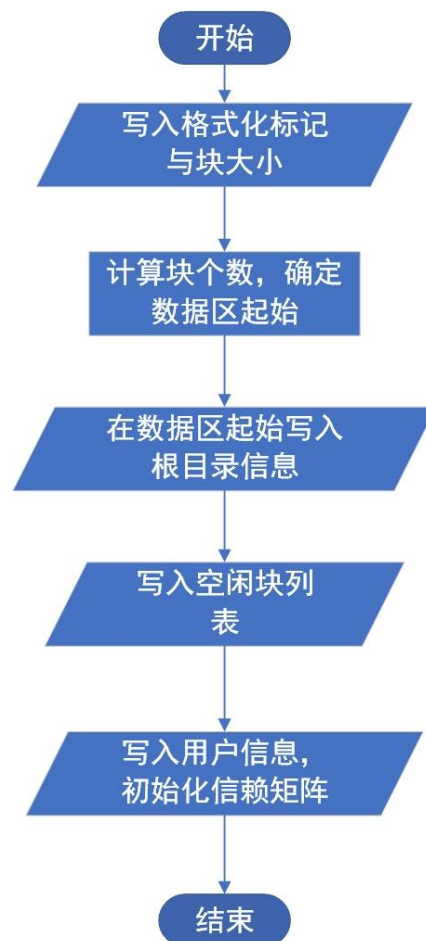 开始
写入格式化标记
与块大小
计算块个数，确定
数据区起始
在数据区起始写入
根目录信息
写入空闲块列
表
写入用户信息，
初始化信赖矩阵
结束